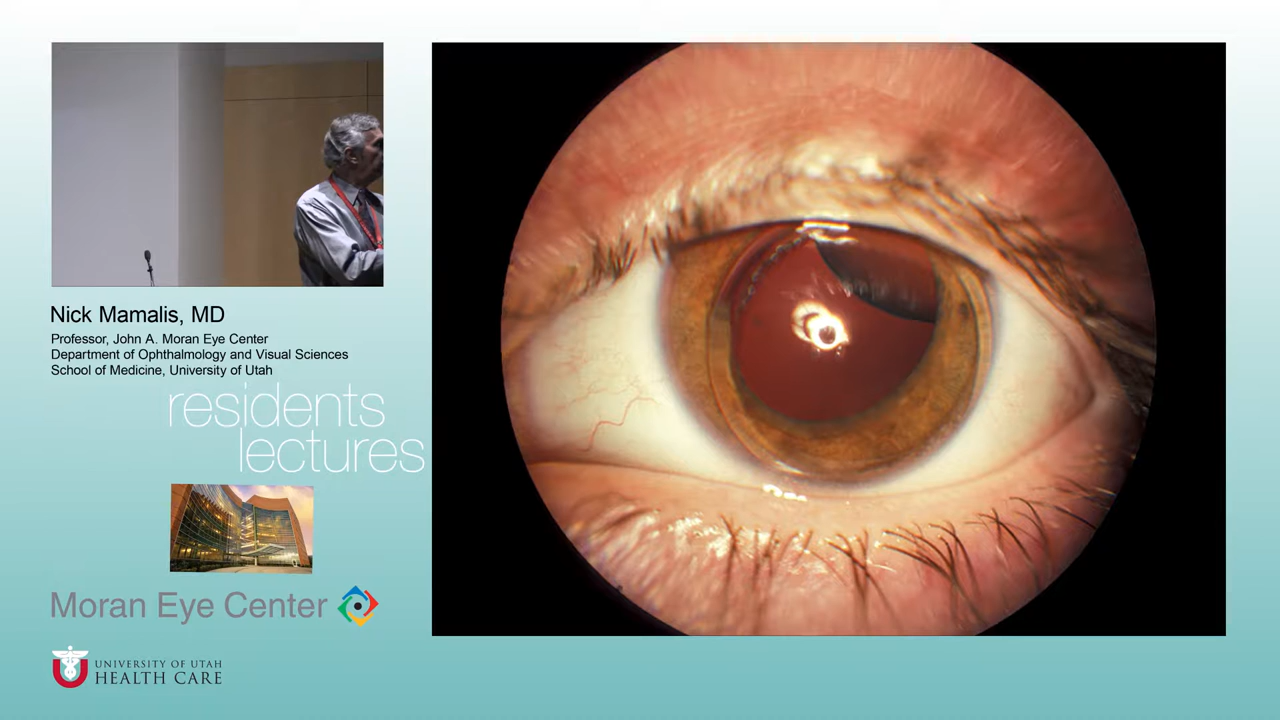 Nick Mamalis, MD
Professor, John A. Moran Eye Center
Department of Ophthalmology and Visual Sciences
School of Medicine, University of Utah
residents
lectures
Moran Eye Center
UNIVERSITY OF UTAH
HEALTH CARE